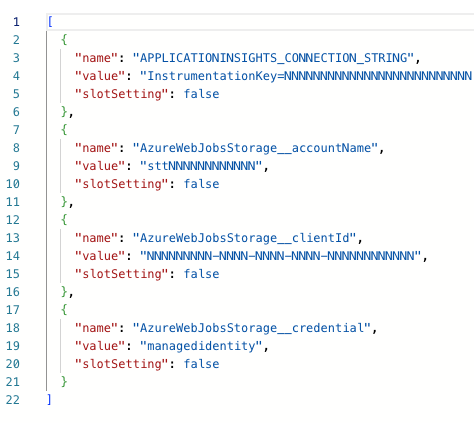 1 [
2 {
3 "name": "APPLICATIONINSIGHTS_CONNECTION_STRING",
4 "value": "InstrumentationKey=NNNNNNNNNNNNNNNNNNNNNNNNNN
5 "slotSetting": false
6 },
7 {
8 "name": "AzureWebJobsStorage__accountName",
9 "value": "sttNNNNNNNNNNNN",
10 "slotSetting": false
11 },
12 {
13 "name": "AzureWebJobsStorage__clientId",
14 "value": "NNNNNNNNN-NNNN-NNNN-NNNN-NNNNNNNNNNNN",
15 "slotSetting": false
16 },
17 {
18 "name": "AzureWebJobsStorage__credential",
19 "value": "managedidentity",
20 "slotSetting": false
21 }
22 ]